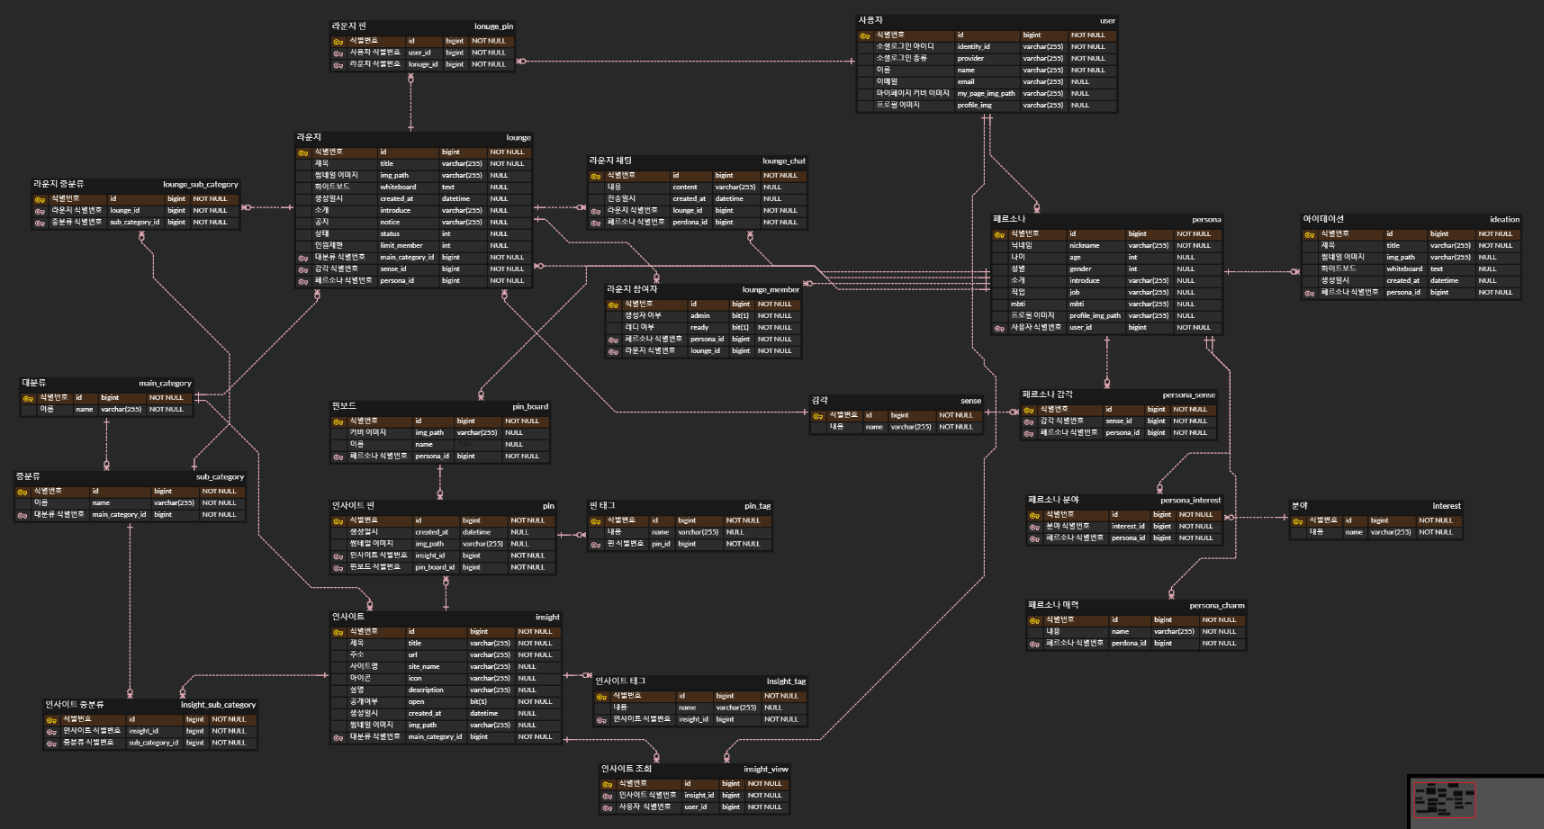 라운지 핀 lonuge_pin
식별번호 id bigint NOT NULL
사용자 식별번호 user_id bigint NOT NULL
라운지 식별번호 lonuge_id bigint NOT NULL
사용자 user
식별번호 id bigint NOT NULL
소셜로그인 아이디 identity_id varchar(255) NOT NULL
소셜로그인 종류 provider varchar(255) NOT NULL
이름 name varchar(255) NOT NULL
이메일 email varchar(255) NULL
마이페이지 커버 이미지 my_page_img_path varchar(255) NULL
프로필 이미지 profile_img varchar(255) NULL
라운지 lounge
식별번호 id bigint NOT NULL
제목 title varchar(255) NOT NULL
썸네일 이미지 img_path varchar(255) NULL
화이트보드 whiteboard text NULL
생성일시 created_at datetime NULL
소개 introduce varchar(255) NULL
공지 notice varchar(255) NULL
상태 status int NULL
인원제한 limit_member int NULL
대분류 식별번호 main_category_id bigint NOT NULL
감각 식별번호 sense_id bigint NOT NULL
페르소나 식별번호 persona_id bigint NOT NULL
라운지 채팅 lounge_chat
식별번호 id bigint NOT NULL
내용 content varchar(255) NULL
전송일시 created_at datetime NULL
라운지 식별번호 lounge_id bigint NOT NULL
페르소나 식별번호 perdona_id bigint NOT NULL
라운지 중분류 lounge_sub_category
식별번호 id bigint NOT NULL
라운지 식별번호 lounge_id bigint NOT NULL
중분류 식별번호 sub_category_id bigint NOT NULL
페르소나 persona
식별번호 id bigint NOT NULL
닉네임 nickname varchar(255) NOT NULL
나이 age int NULL
성별 gender int NULL
소개 introduce varchar(255) NULL
직업 job varchar(255) NULL
mbti mbti varchar(255) NULL
프로필 이미지 profile_img_path varchar(255) NULL
사용자 식별번호 user_id bigint NOT NULL
아이데이션 ideation
식별번호 id bigint NOT NULL
제목 title varchar(255) NOT NULL
썸네일 이미지 img_path varchar(255) NULL
화이트보드 whiteboard text NULL
생성일시 created_at datetime NULL
페르소나 식별번호 persona_id bigint NOT NULL
라운지 참여자 lounge_member
식별번호 id bigint NOT NULL
생성자 여부 admin bit(1) NOT NULL
레디 여부 ready bit(1) NOT NULL
페르소나 식별번호 persona_id bigint NOT NULL
라운지 식별번호 lounge_id bigint NOT NULL
대분류 main_category
식별번호 id bigint NOT NULL
이름 name varchar(255) NOT NULL
핀보드 pin_board
식별번호 id bigint NOT NULL
커버 이미지 img_path varchar(255) NULL
이름 name NULL
페르소나 식별번호 persona_id bigint NOT NULL
감각 sense
식별번호 id bigint NOT NULL
내용 name varchar(255) NOT NULL
페르소나 감각 persona_sense
식별번호 id bigint NOT NULL
감각 식별번호 sense_id bigint NOT NULL
페르소나 식별번호 persona_id bigint NOT NULL
중분류 sub_category
식별번호 id bigint NOT NULL
이름 name varchar(255) NOT NULL
대분류 식별번호 main_category_id bigint NOT NULL
인사이트 핀 pin
식별번호 id bigint NOT NULL
생성일시 created_at datetime NULL
썸네일 이미지 img_path varchar(255) NULL
인사이트 식별번호 insight_id bigint NOT NULL
핀보드 식별번호 pin_board_id bigint NOT NULL
핀 태그 pin_tag
식별번호 id bigint NOT NULL
내용 name varchar(255) NULL
핀 식별번호 pin_id bigint NOT NULL
페르소나 분야 persona_interest
식별번호 id bigint NOT NULL
분야 식별번호 interest_id bigint NOT NULL
페르소나 식별번호 persona_id bigint NOT NULL
분야 Interest
식별번호 id bigint NOT NULL
내용 name varchar(255) NOT NULL
페르소나 매력 persona_charm
식별번호 id bigint NOT NULL
내용 name varchar(255) NOT NULL
페르소나 식별번호 perdona_id bigint NOT NULL
인사이트 insight
식별번호 id bigint NOT NULL
제목 title varchar(255) NOT NULL
주소 url varchar(255) NOT NULL
사이트명 site_name varchar(255) NULL
아이콘 icon varchar(255) NULL
설명 description varchar(255) NULL
공개여부 open bit(1) NOT NULL
생성일시 created_at datetime NULL
썸네일 이미지 img_path varchar(255) NULL
대분류 식별번호 main_category_id bigint NOT NULL
인사이트 태그 Insight_tag
식별번호 id bigint NOT NULL
내용 name varchar(255) NULL
인사이트 식별번호 insight_id bigint NOT NULL
인사이트 중분류 insight_sub_category
식별번호 id bigint NOT NULL
인사이트 식별번호 insight_id bigint NOT NULL
중분류 식별번호 sub_category_id bigint NOT NULL
인사이트 조회 insight_view
식별번호 id bigint NOT NULL
인사이트 식별번호 insight_id bigint NOT NULL
사용자 식별번호 user_id bigint NOT NULL